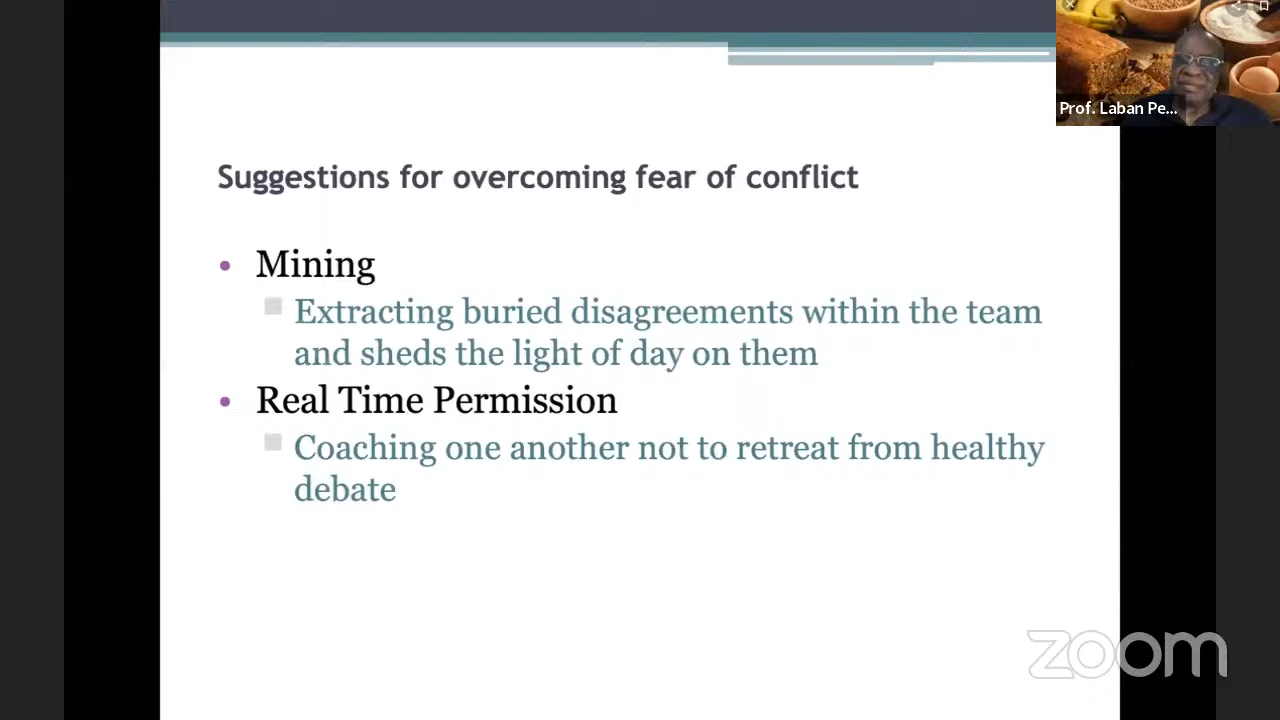 Prof. Laban Pe...
Suggestions for overcoming fear of conflict
• Mining
Extracting buried disagreements within the team
and sheds the light of day on them
• Real Time Permission
Coaching one another not to retreat from healthy
debate
zoom